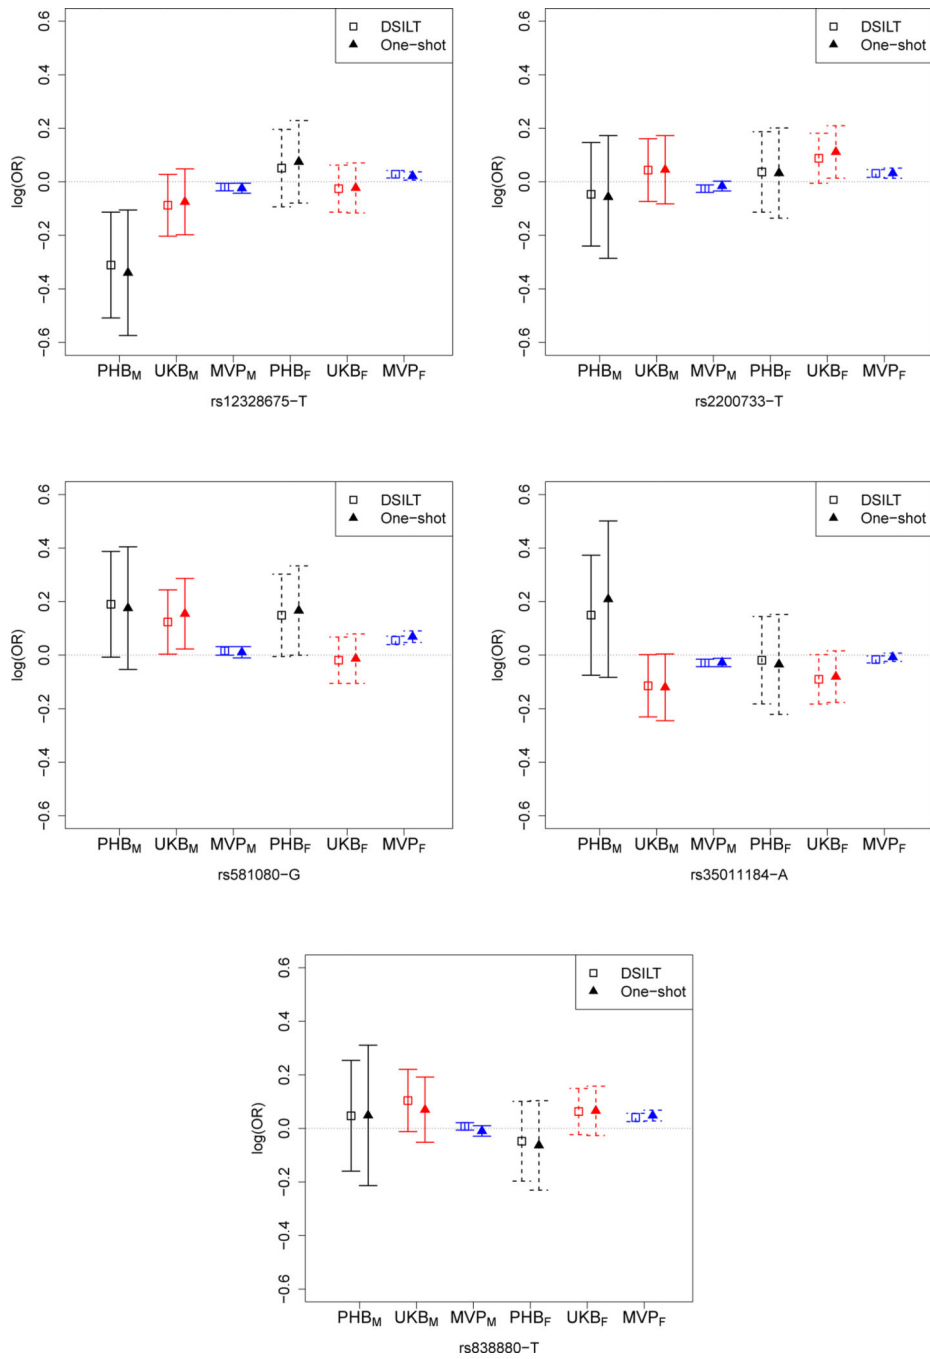 DSILT
One-shot
log(OR)
0.6
0.4
0.2
0.0
−0.2
−0.4
−0.6
PHBM UKBM MVPM PHBF UKBF MVPF
rs12328675−T
DSILT
One-shot
log(OR)
0.6
0.4
0.2
0.0
−0.2
−0.4
−0.6
PHBM UKBM MVPM PHBF UKBF MVPF
rs2200733−T
DSILT
One-shot
log(OR)
0.6
0.4
0.2
0.0
−0.2
−0.4
−0.6
PHBM UKBM MVPM PHBF UKBF MVPF
rs581080−G
DSILT
One-shot
log(OR)
0.6
0.4
0.2
0.0
−0.2
−0.4
−0.6
PHBM UKBM MVPM PHBF UKBF MVPF
rs35011184−A
DSILT
One-shot
log(OR)
0.6
0.4
0.2
0.0
−0.2
−0.4
−0.6
PHBM UKBM MVPM PHBF UKBF MVPF
rs838880−T